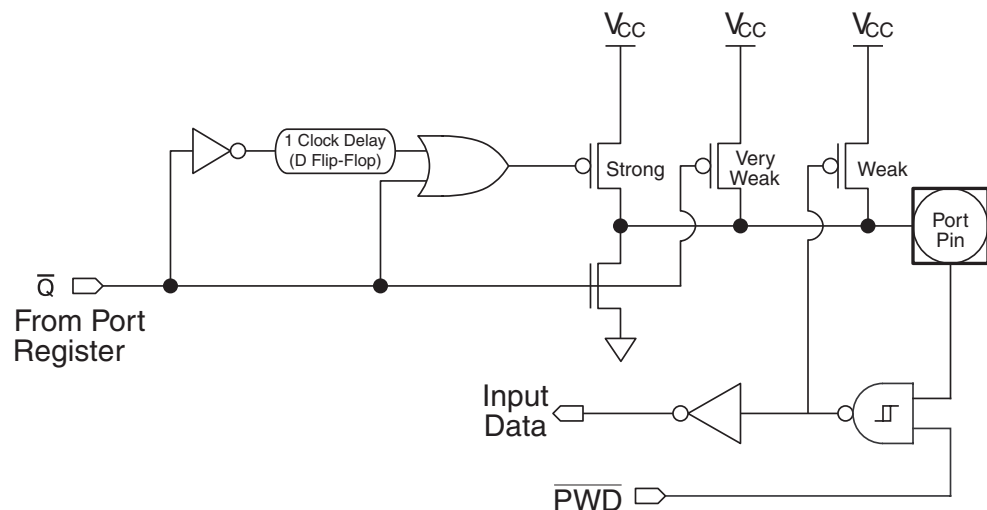 VCC
VCC
VCC
1 Clock Delay
(D Flip-Flop)
Strong
Very
Weak
Weak
Port
Pin
Q̅
From Port
Register
Input
Data
P̅W̅D̅